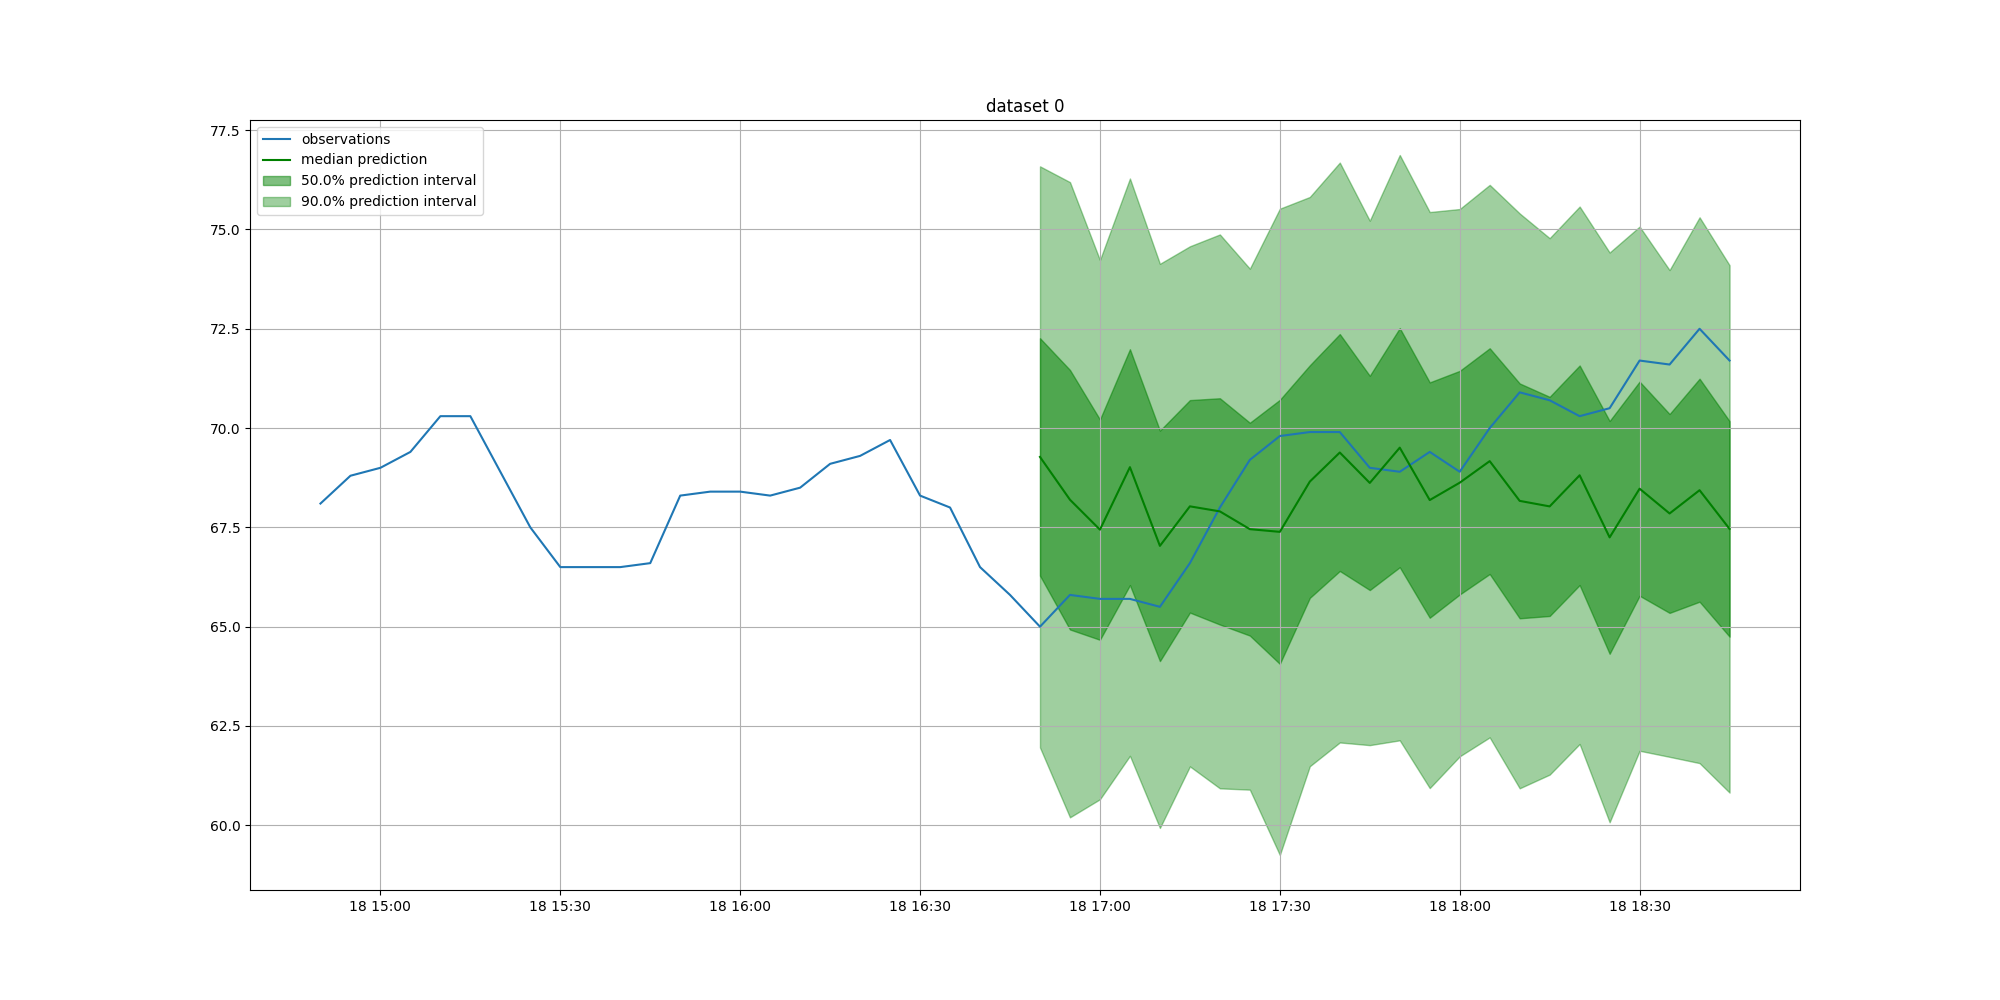 dataset 0
77.5
75.0
72.5
70.0
67.5
65.0
62.5
60.0
observations
median prediction
50.0% prediction interval
90.0% prediction interval
18 15:00 18 15:30 18 16:00 18 16:30 18 17:00 18 17:30 18 18:00 18 18:30